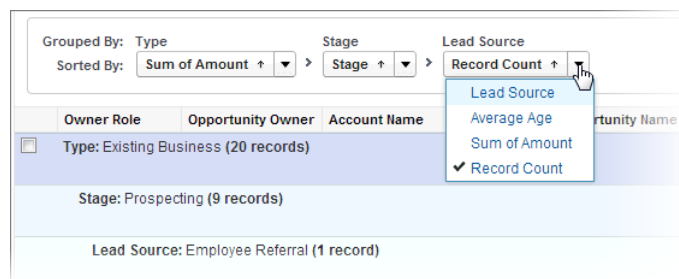 Grouped By: Type Stage Lead Source
Sorted By: Sum of Amount ↑ > Stage ↑ > Record Count ↑
Lead Source
Average Age
Sum of Amount
✔ Record Count
Owner Role Opportunity Owner Account Name rtunity Name
Type: Existing Business (20 records)
Stage: Prospecting (9 records)
Lead Source: Employee Referral (1 record)